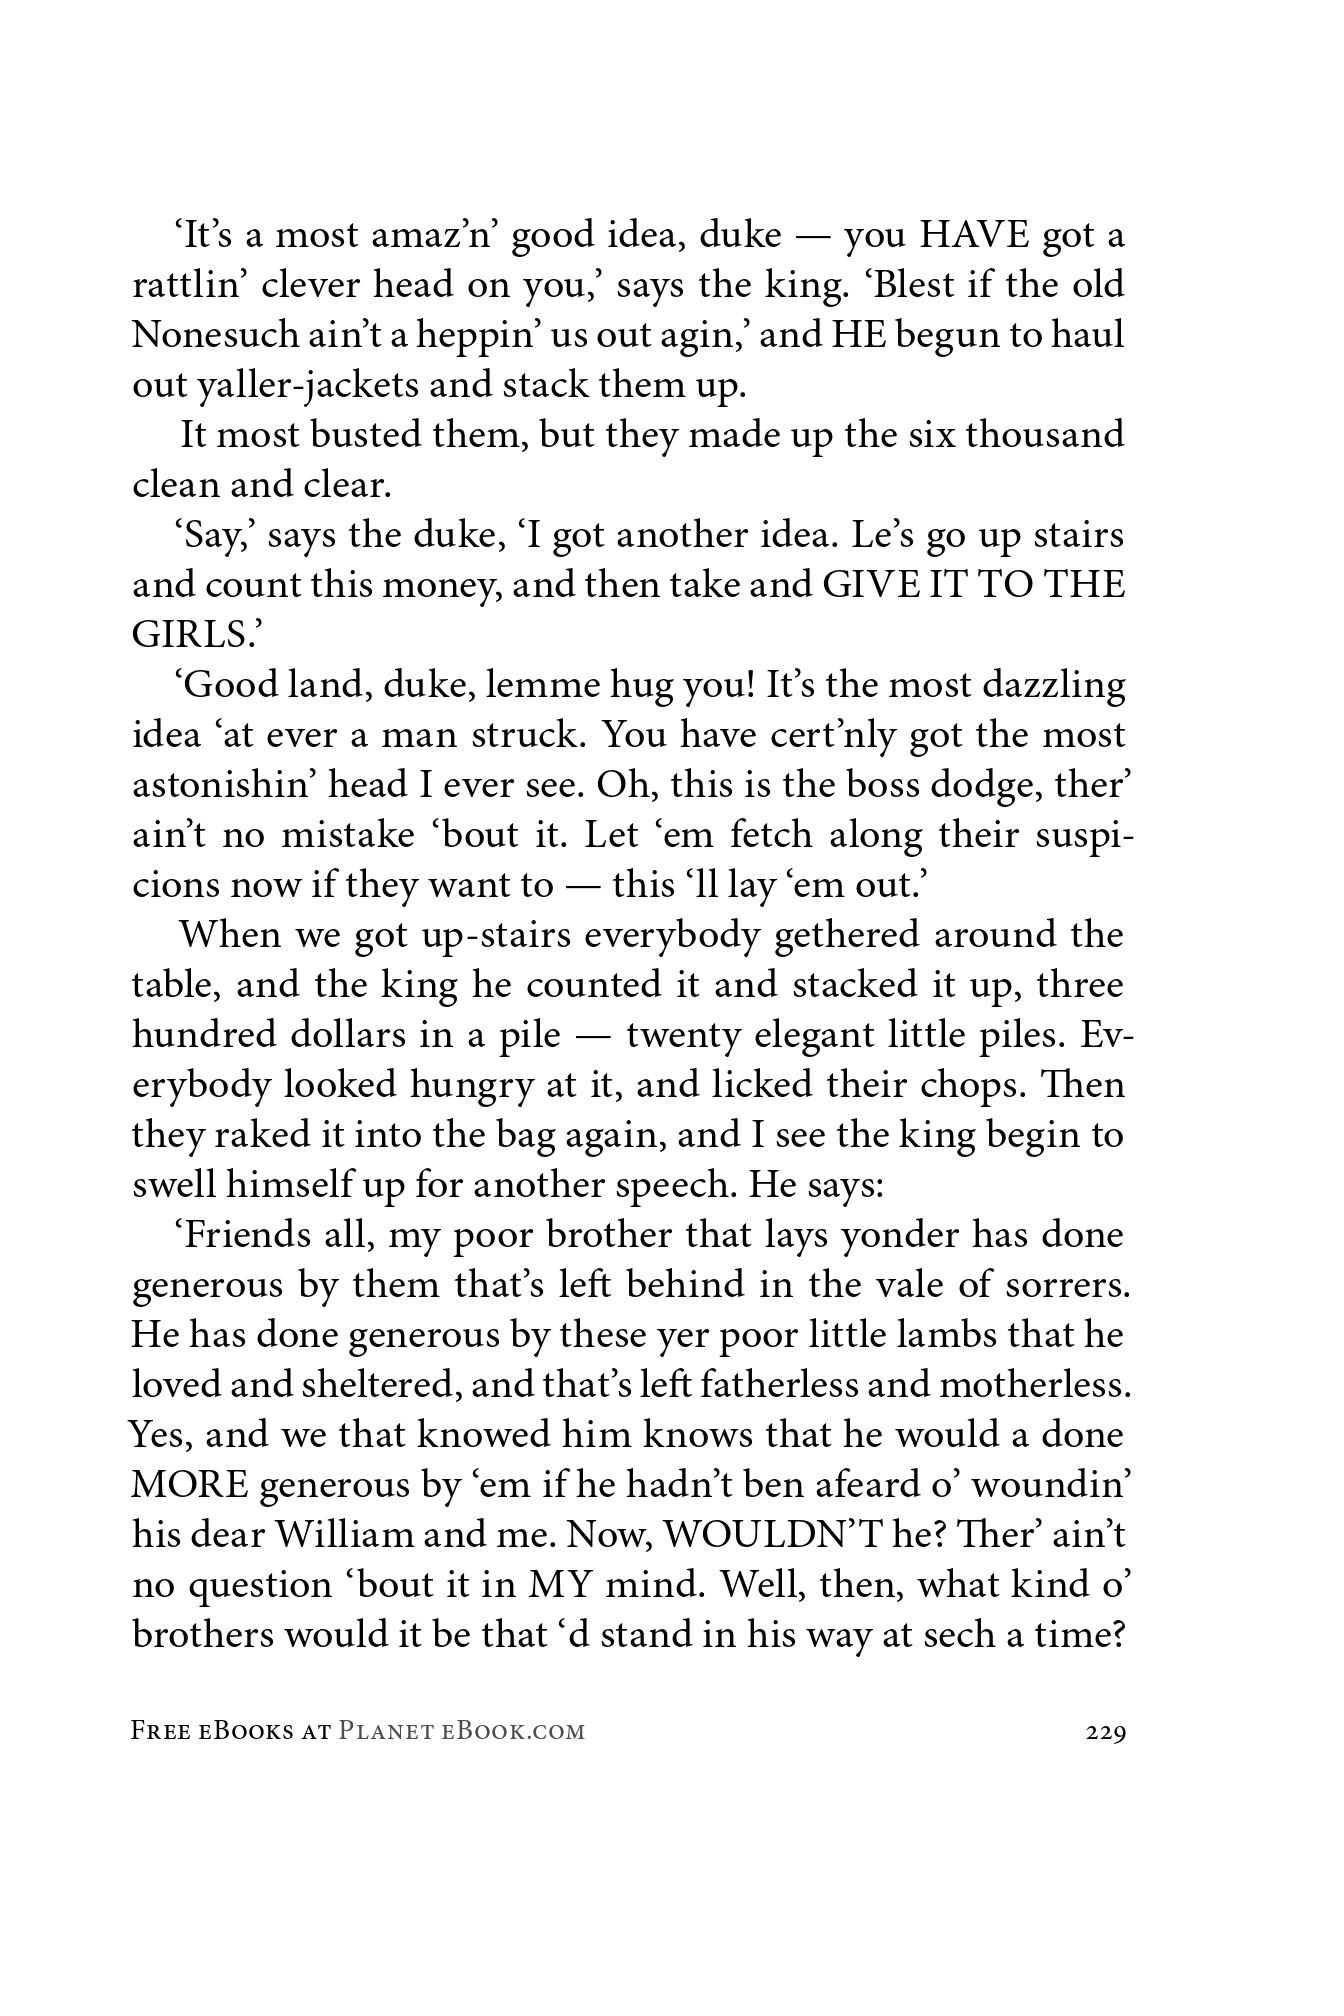 ‘It’s a most amaz’n’ good idea, duke — you HAVE got a
rattlin’ clever head on you,’ says the king. ‘Blest if the old
Nonesuch ain’t a heppin’ us out agin,’ and HE begun to haul
out yaller-jackets and stack them up.
It most busted them, but they made up the six thousand
clean and clear.
‘Say,’ says the duke, ‘I got another idea. Le’s go up stairs
and count this money, and then take and GIVE IT TO THE
GIRLS.’
‘Good land, duke, lemme hug you! It’s the most dazzling
idea ‘at ever a man struck. You have cert’nly got the most
astonishin’ head I ever see. Oh, this is the boss dodge, ther’
ain’t no mistake ‘bout it. Let ‘em fetch along their suspi-
cions now if they want to — this ‘ll lay ‘em out.’
When we got up-stairs everybody gethered around the
table, and the king he counted it and stacked it up, three
hundred dollars in a pile — twenty elegant little piles. Ev-
erybody looked hungry at it, and licked their chops. Then
they raked it into the bag again, and I see the king begin to
swell himself up for another speech. He says:
‘Friends all, my poor brother that lays yonder has done
generous by them that’s left behind in the vale of sorrers.
He has done generous by these yer poor little lambs that he
loved and sheltered, and that’s left fatherless and motherless.
Yes, and we that knowed him knows that he would a done
MORE generous by ‘em if he hadn’t ben afeard o’ woundin’
his dear William and me. Now, WOULDN’T he? Ther’ ain’t
no question ‘bout it in MY mind. Well, then, what kind o’
brothers would it be that ‘d stand in his way at sech a time?
Free eBooks at Planet eBook.com 229